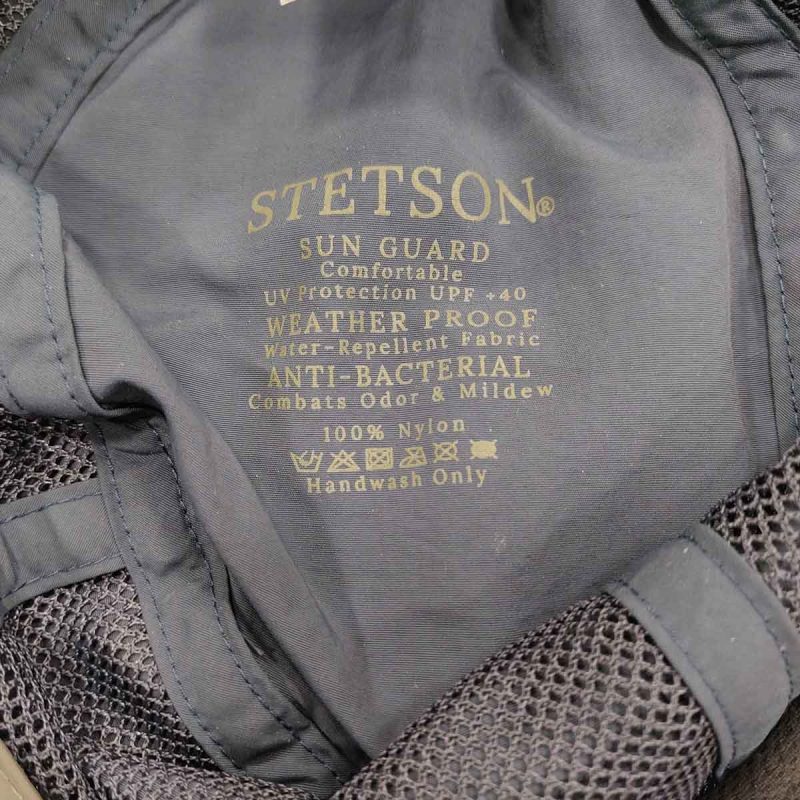 STETSON®
SUN GUARD
Comfortable
UV Protection UPF +40
WEATHER PROOF
Water-Repellent Fabric
ANTI-BACTERIAL
Combats Odor & Mildew
100% Nylon
Handwash Only